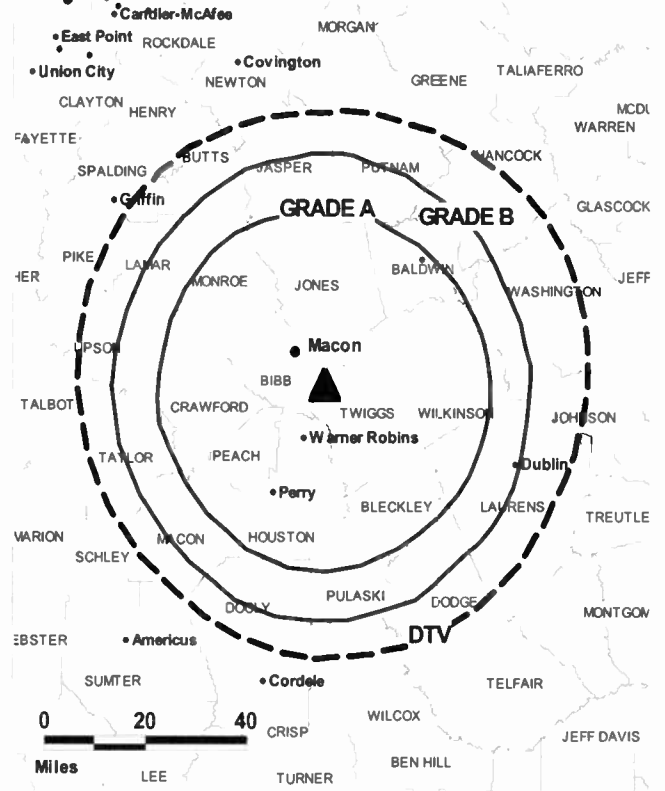 Candler-McAfee
MORGAN
East Point
ROCKDALE
Covington
Union City
NEWTON
GREENE
TALIAFERRO
CLAYTON
HENRY
MCDU
WARREN
FAYETTE
BUTTS
HANCOCK
SPALDING
JASPER
PUTNAM
Griffin
GRADE A
GRADE B
GLASCOCK
PIKE
LAMAR
BALDWIN
HER
MONROE
JONES
JEFF
WASHINGTON
UPSON
Macon
BIBB
TALBOT
CRAWFORD
TWIGGS
WILKINSON
JOHNSON
Warner Robins
TAYLOR
PEACH
Dublin
Perry
BLECKLEY
LAURENS
TREUTLE
MARION
MACON
HOUSTON
SCHLEY
PULASKI
DOOLY
DODGE
MONTGOM
EBSTER
Americus
DTV
SUMTER
Cordele
TELFAIR
0 20 40
WILCOX
CRISP
JEFF DAVIS
Miles
BEN HILL
LEE
TURNER